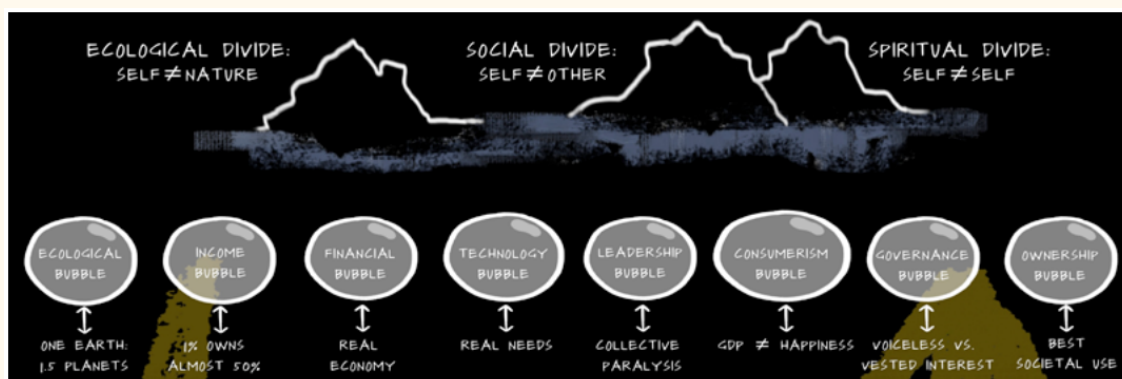 ECOLOGICAL DIVIDE:
SELF ≠ NATURE
SOCIAL DIVIDE:
SELF ≠ OTHER
SPIRITUAL DIVIDE:
SELF ≠ SELF
ECOLOGICAL
BUBBLE
INCOME
BUBBLE
FINANCIAL
BUBBLE
TECHNOLOGY
BUBBLE
LEADERSHIP
BUBBLE
CONSUMERISM
BUBBLE
GOVERNANCE
BUBBLE
OWNERSHIP
BUBBLE
ONE EARTH:
1.5 PLANETS
1% OWNS
ALMOST 50%
REAL
ECONOMY
REAL NEEDS
COLLECTIVE
PARALYSIS
GDP ≠ HAPPINESS
VOICELESS VS.
VESTED INTEREST
BEST
SOCIETAL USE